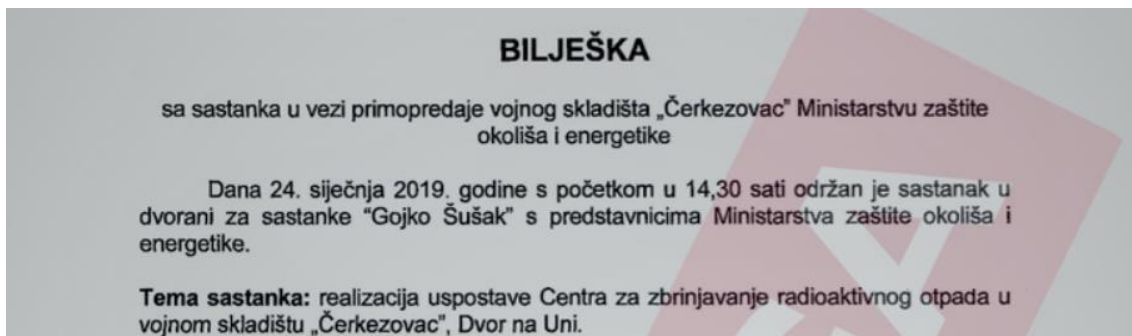 BILJEŠKA
sa sastanka u vezi primopredaje vojnog skladišta „Čerkezovac” Ministarstvu zaštite
okoliša i energetike
Dana 24. siječnja 2019. godine s početkom u 14,30 sati održan je sastanak u
dvorani za sastanke “Gojko Šušak” s predstavnicima Ministarstva zaštite okoliša i
energetike.
Tema sastanka: realizacija uspostave Centra za zbrinjavanje radioaktivnog otpada u
vojnom skladištu „Čerkezovac”, Dvor na Uni.